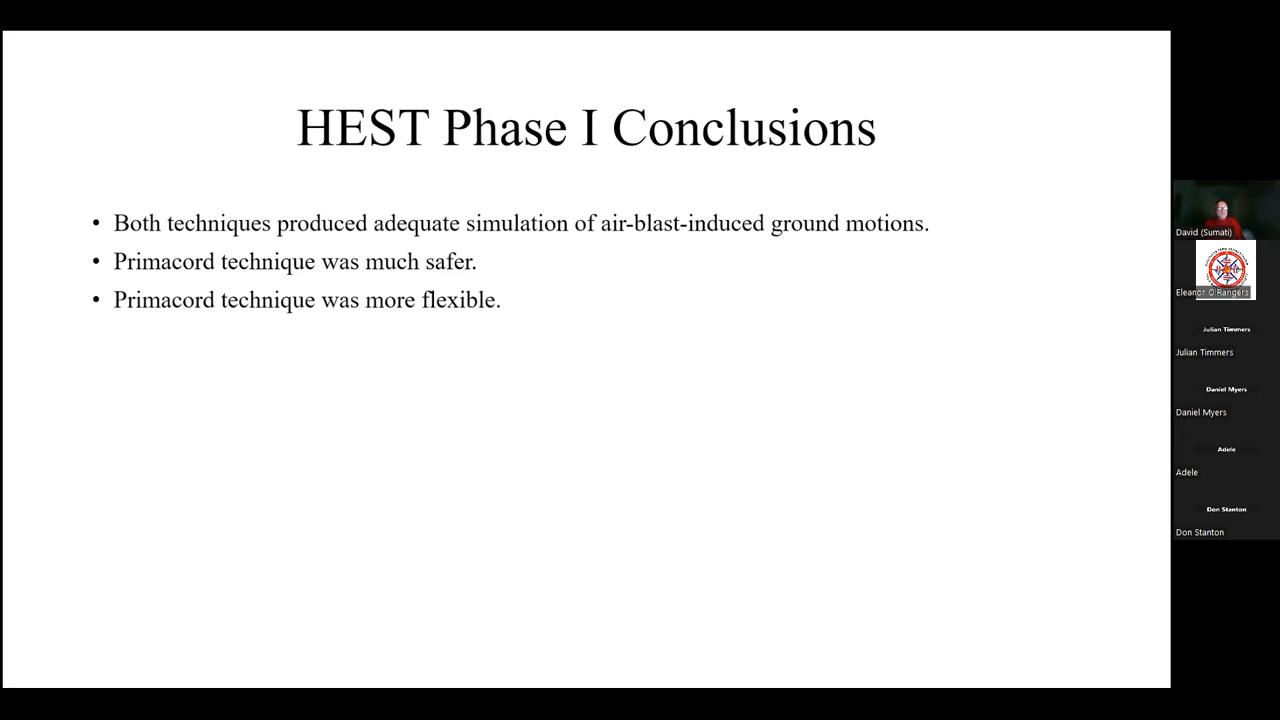 HEST Phase I Conclusions
• Both techniques produced adequate simulation of air-blast-induced ground motions.
• Primacord technique was much safer.
• Primacord technique was more flexible.
David (Sumati)
Eleanor O'Rangers
Julian Timmers
Julian Timmers
Daniel Myers
Daniel Myers
Adele
Adele
Don Stanton
Don Stanton